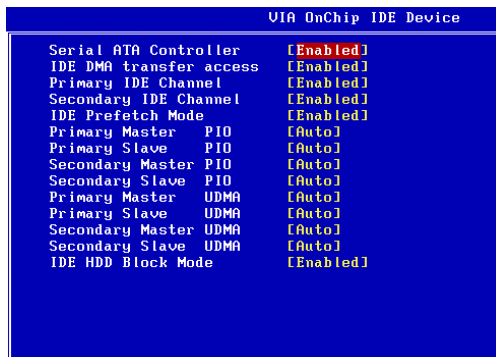 VIA OnChip IDE Device
Serial ATA Controller [Enabled]
IDE DMA transfer access [Enabled]
Primary IDE Channel [Enabled]
Secondary IDE Channel [Enabled]
IDE Prefetch Mode [Enabled]
Primary Master PIO [Auto]
Primary Slave PIO [Auto]
Secondary Master PIO [Auto]
Secondary Slave PIO [Auto]
Primary Master UDMA [Auto]
Primary Slave UDMA [Auto]
Secondary Master UDMA [Auto]
Secondary Slave UDMA [Auto]
IDE HDD Block Mode [Enabled]